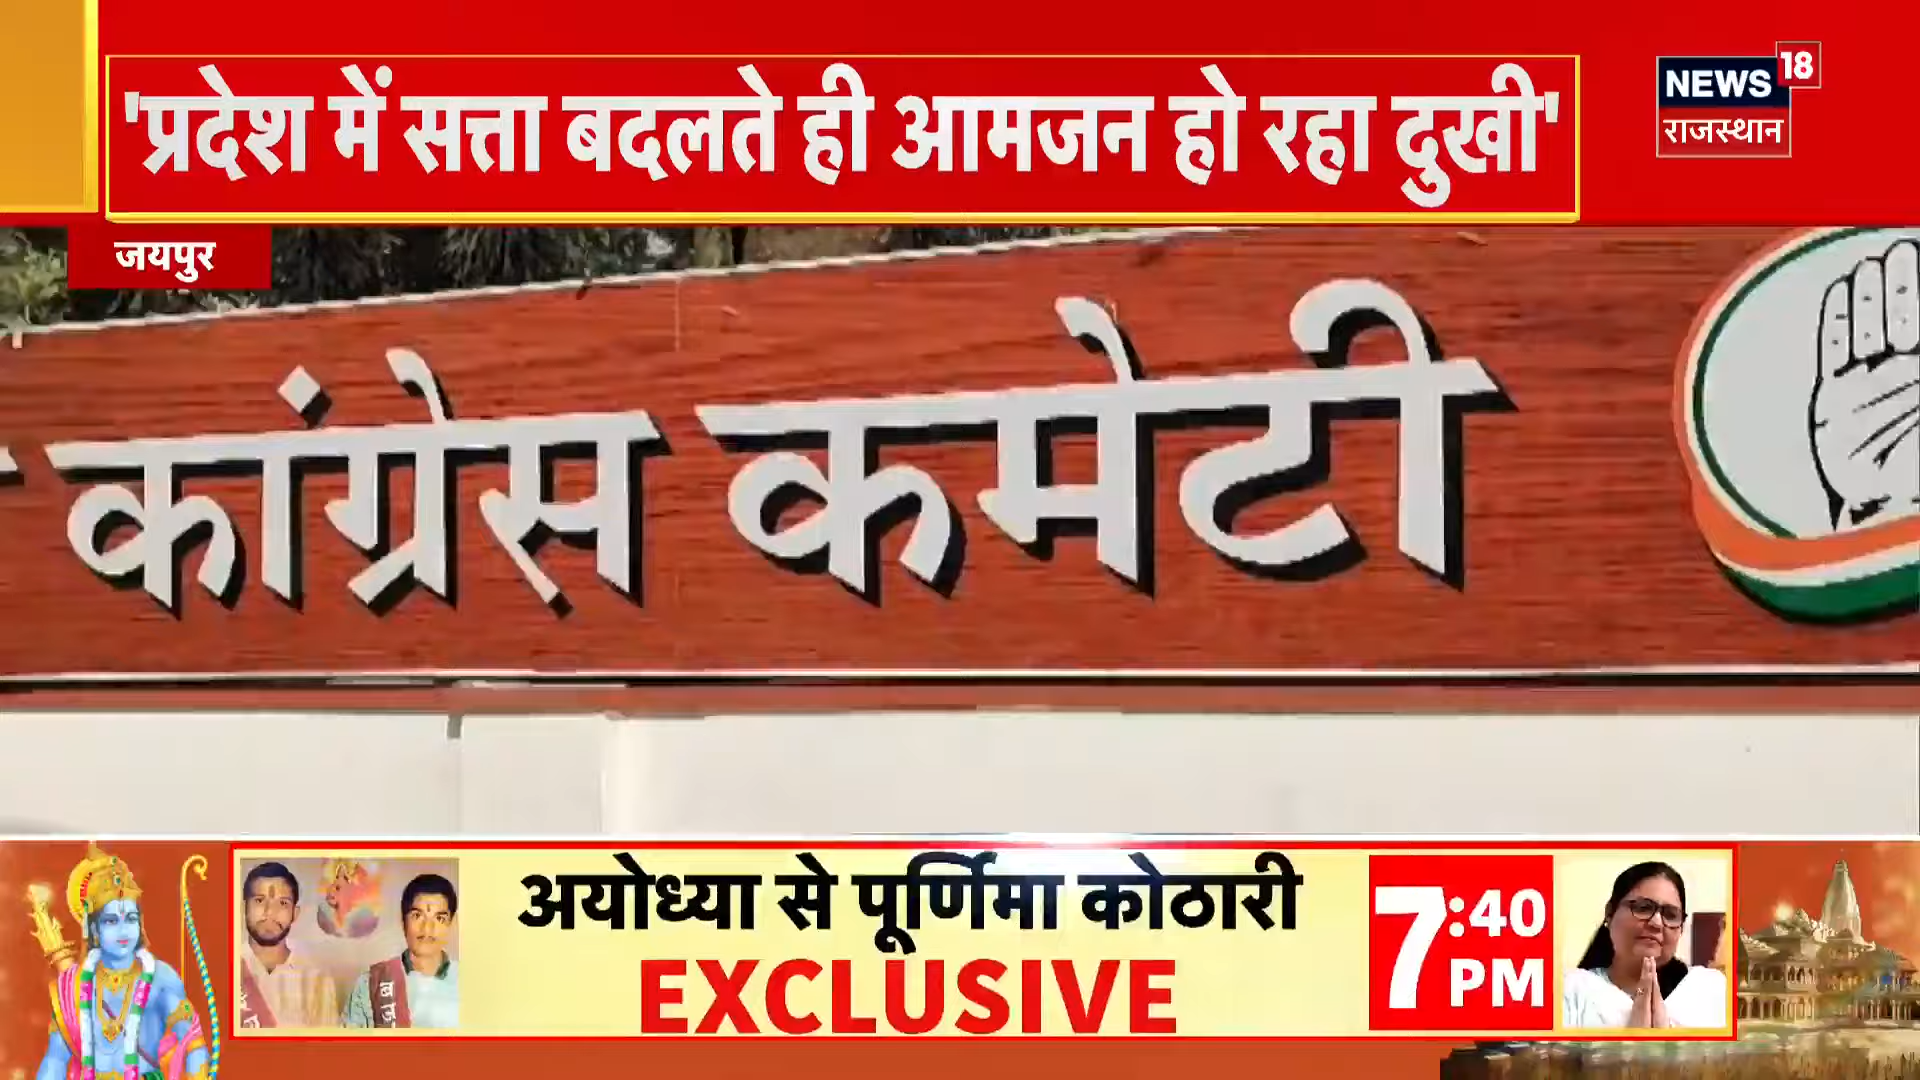 'प्रदेश में सत्ता बदलते ही आमजन हो रहा दुखी'
NEWS 18
राजस्थान
जयपुर
कांग्रेस कमेटी
अयोध्या से पूर्णिमा कोठारी
EXCLUSIVE
7:40
PM